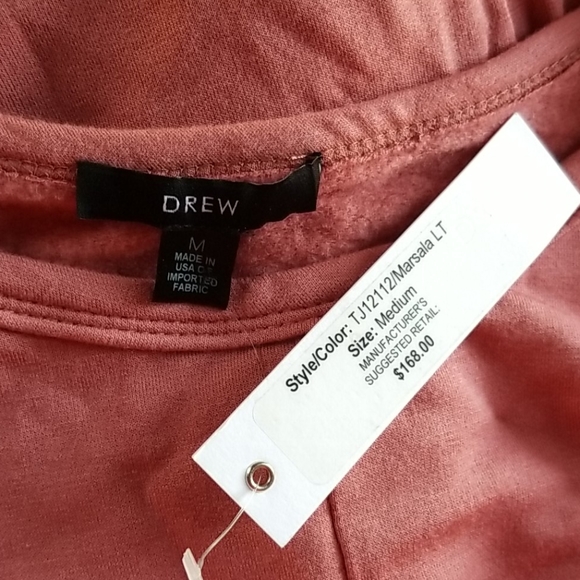 DREW
M
MADE IN
USA OF
IMPORTED
FABRIC
Style/Color: TJ12112/Marsala LT
Size: Medium
MANUFACTURER'S
SUGGESTED RETAIL:
$168.00